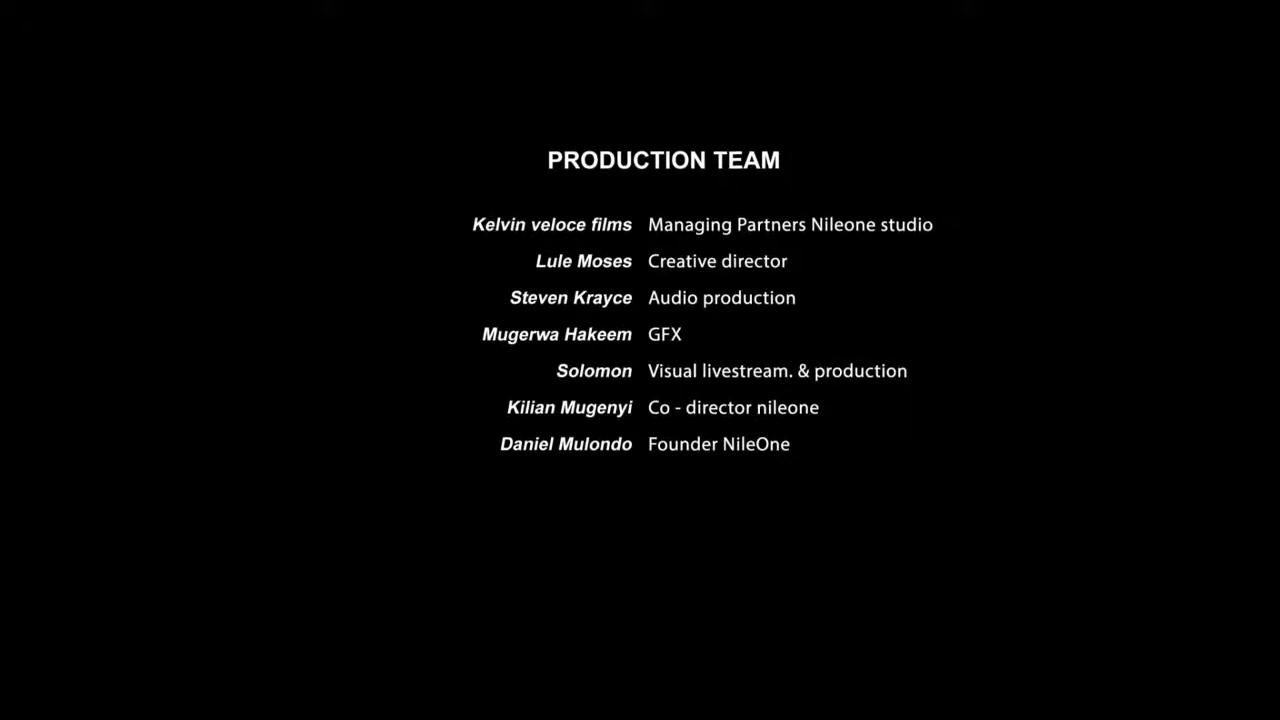 PRODUCTION TEAM
Kelvin veloce films Managing Partners Nileone studio
Lule Moses Creative director
Steven Krayce Audio production
Mugerwa Hakeem GFX
Solomon Visual livestream. & production
Kilian Mugenyi Co - director nileone
Daniel Mulondo Founder NileOne